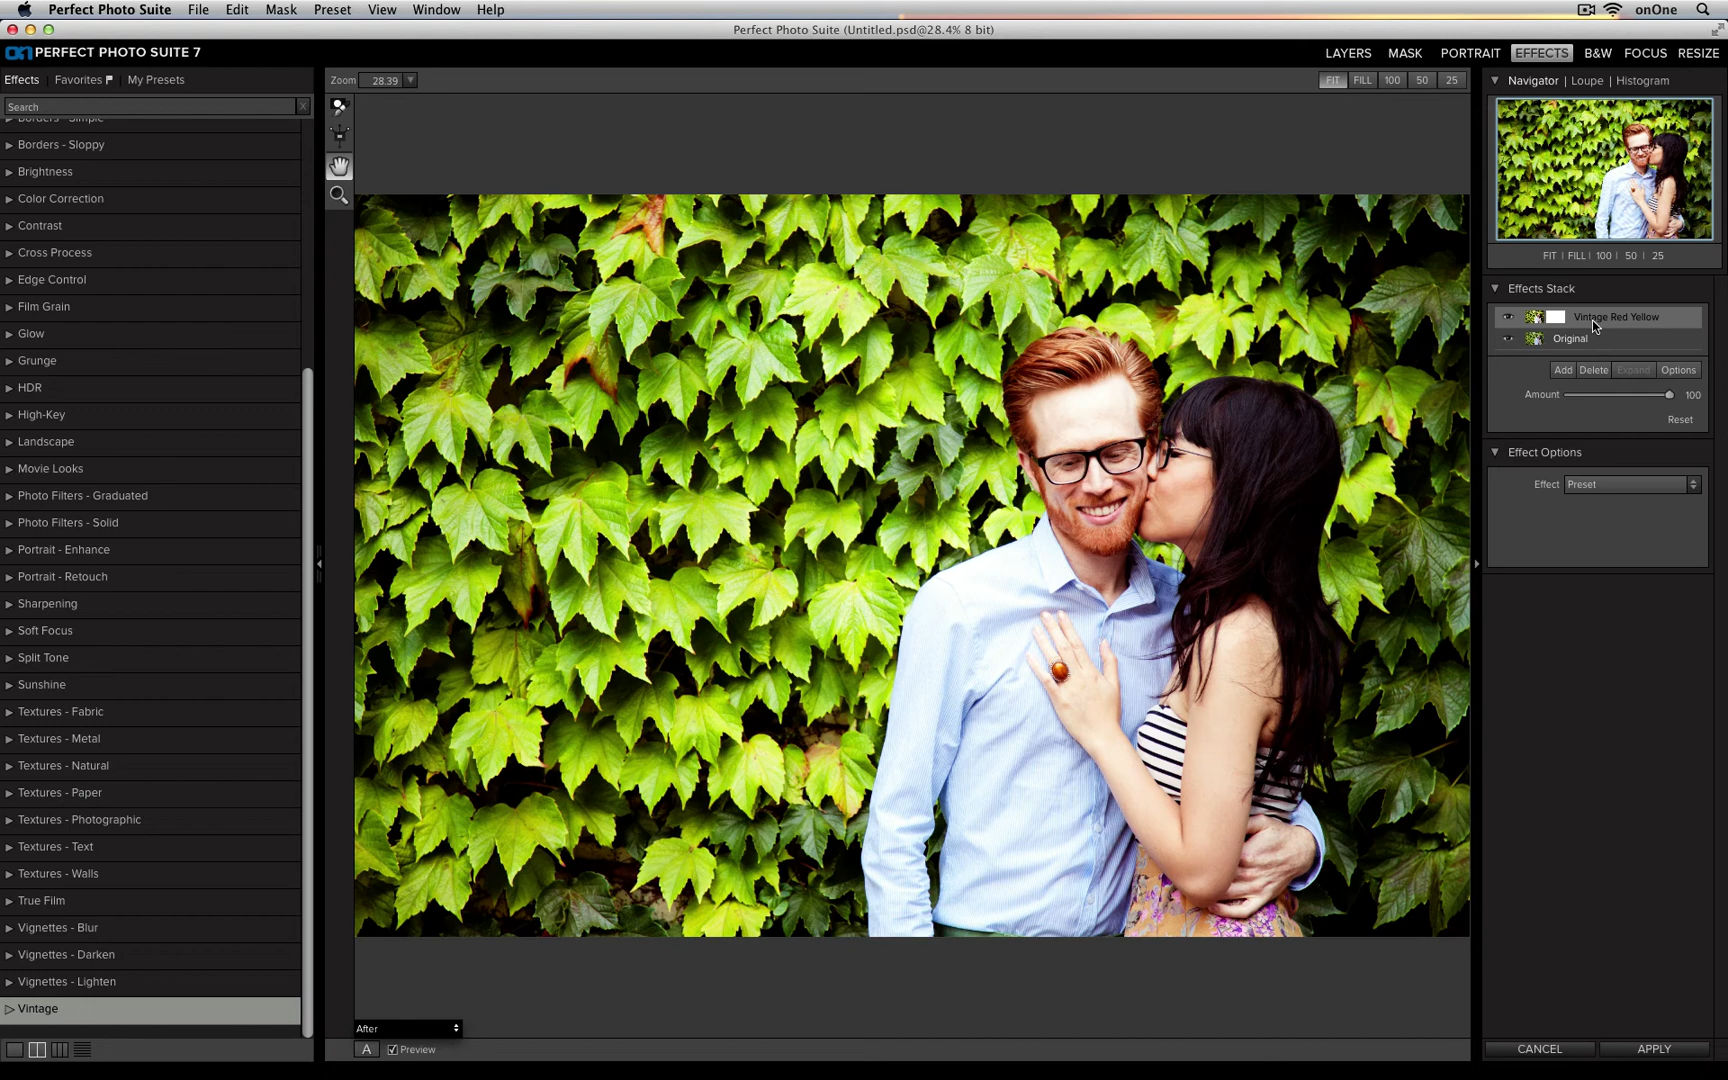 Perfect Photo Suite File Edit Mask Preset View Window Help onOne
Perfect Photo Suite (Untitled.psd@28.4% 8 bit)
on PERFECT PHOTO SUITE 7 LAYERS MASK PORTRAIT EFFECTS B&W FOCUS RESIZE
Effects Favorites My Presets
Zoom 28.39 FIT FILL 100 50 25
Navigator | Loupe | Histogram
Search X
Borders - Simple
Borders - Sloppy
Brightness
Color Correction
Contrast
Cross Process
Edge Control
Film Grain
Glow
Grunge
HDR
High-Key
Landscape
Movie Looks
Photo Filters - Graduated
Photo Filters - Solid
Portrait - Enhance
Portrait - Retouch
Sharpening
Soft Focus
Split Tone
Sunshine
Textures - Fabric
Textures - Metal
Textures - Natural
Textures - Paper
Textures - Photographic
Textures - Text
Textures - Walls
True Film
Vignettes - Blur
Vignettes - Darken
Vignettes - Lighten
Vintage
FIT | FILL | 100 | 50 | 25
Effects Stack
Vintage Red Yellow
Original
Add Delete Expand Options
Amount 100
Reset
Effect Options
Effect Preset
After
A Preview
CANCEL APPLY